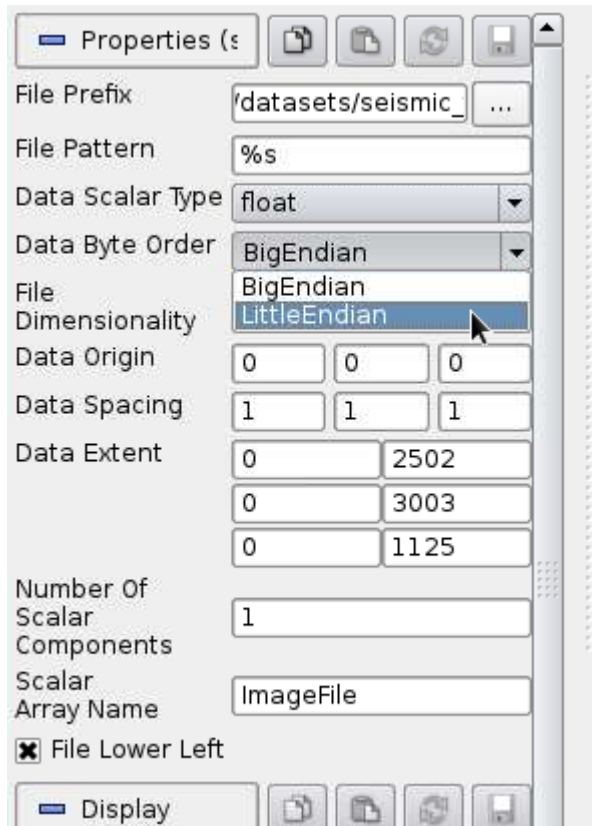 Properties (s
File Prefix
/datasets/seismic_
...
File Pattern
%s
Data Scalar Type
float
Data Byte Order
BigEndian
BigEndian
LittleEndian
File
Dimensionality
Data Origin
0 0 0
Data Spacing
1 1 1
Data Extent
0 2502
0 3003
0 1125
Number Of
Scalar
Components
1
Scalar
Array Name
ImageFile
File Lower Left
Display